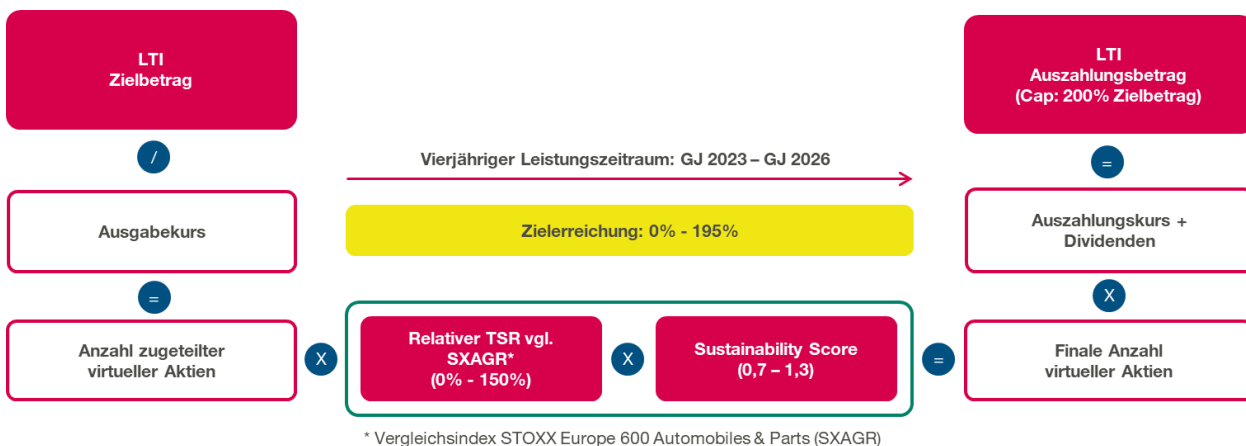 LTI
Zielbetrag
/
Ausgabekurs
=
Anzahl zugeteilter
virtueller Aktien
X
Vierjähriger Leistungszeitraum: GJ 2023 – GJ 2026
Zielerreichung: 0% - 195%
Relativer TSR vgl.
SXAGR*
(0% - 150%)
X
Sustainability Score
(0,7 – 1,3)
=
LTI
Auszahlungsbetrag
(Cap: 200% Zielbetrag)
=
Auszahlungskurs +
Dividenden
X
Finale Anzahl
virtueller Aktien
* Vergleichsindex STOXX Europe 600 Automobiles & Parts (SXAGR)